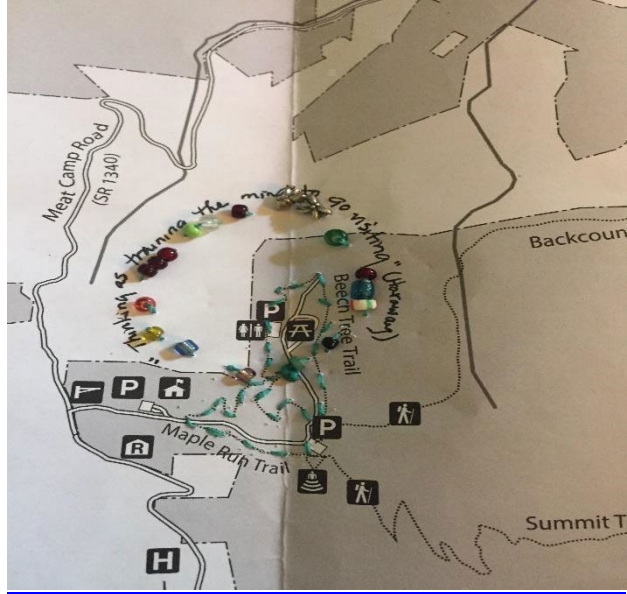 Meat Camp Road
(SR 1340)
"Thinking as training the mind to go visiting" (Haraway)
Backcoun
P
Beech Tree Trail
P
P
R
Maple Run Trail
Summit T
H